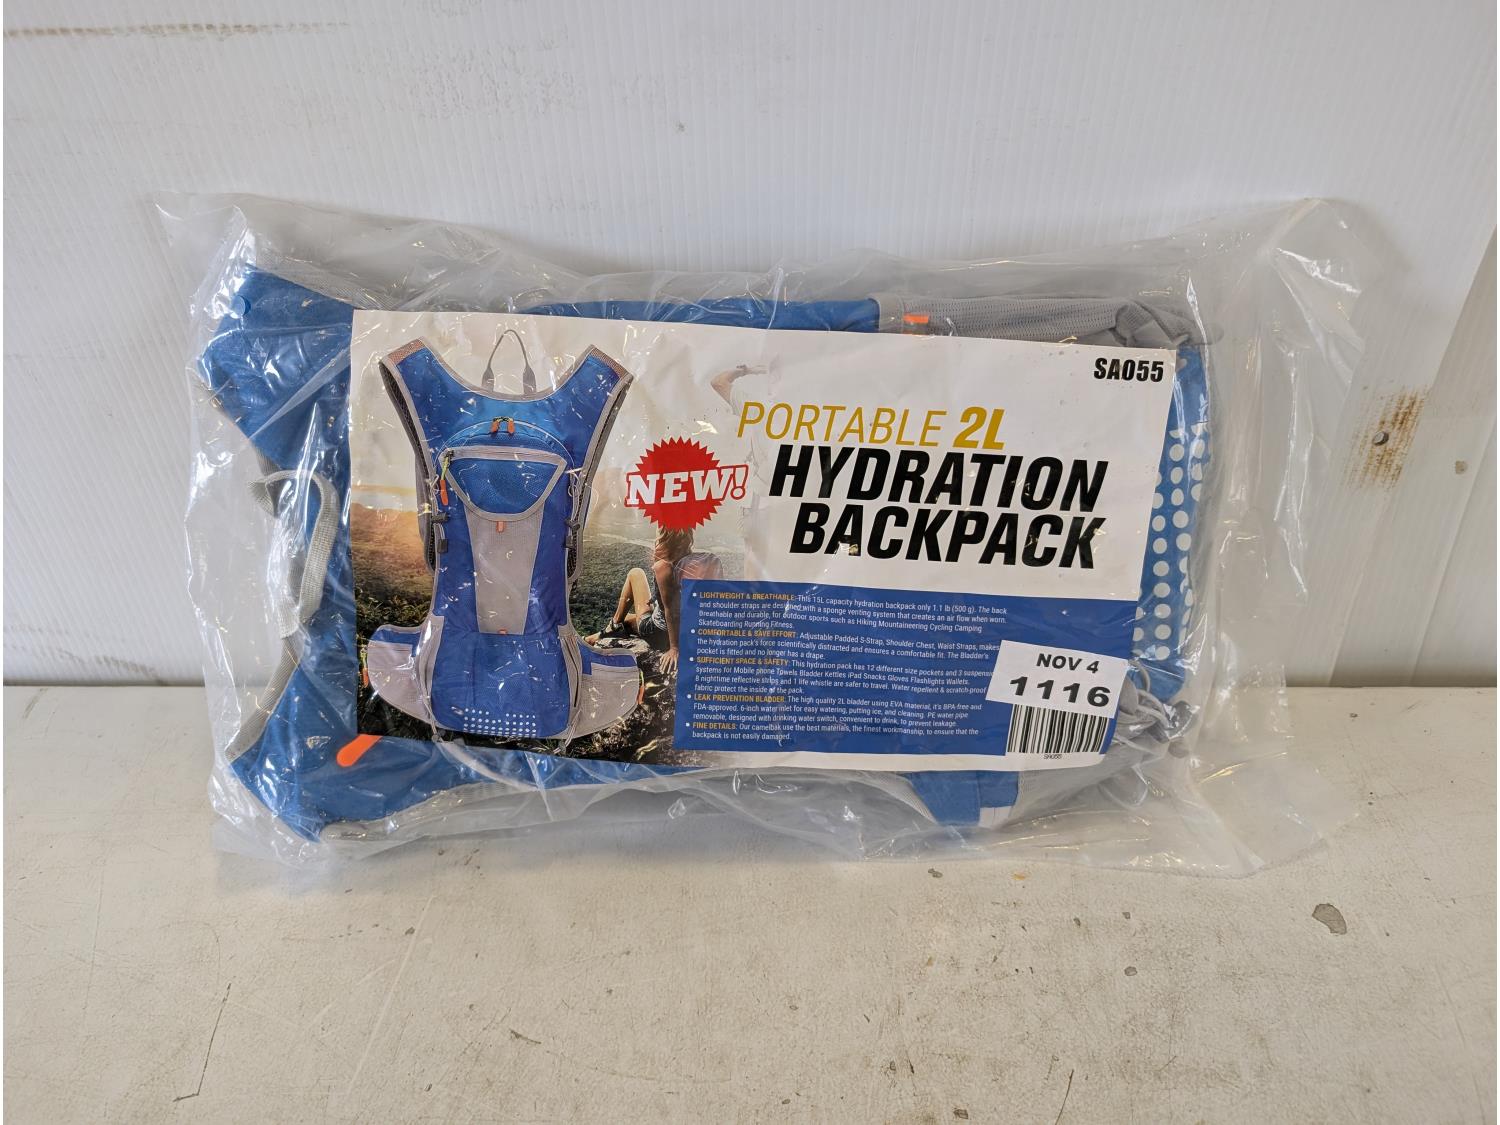 SA055
PORTABLE 2L
HYDRATION
BACKPACK
NEW!
• LIGHTWEIGHT & BREATHABLE: This 15L capacity hydration backpack only 1.1 lb (500 g). The back
and shoulder straps are designed with a sponge venting system that creates an air flow when worn.
Breathable and durable, for outdoor sports such as Hiking Mountaineering Cycling Camping
Skateboarding Running Fitness.
• COMFORTABLE & SAVE EFFORT: Adjustable Padded S-Strap, Shoulder Chest, Waist Straps, makes
the hydration pack's force scientifically distracted and ensures a comfortable fit. The Bladder's
pocket is fitted and no longer has a drape.
• SUFFICIENT SPACE & SAFETY: This hydration pack has 12 different size pockets and 3 suspensi
systems for Mobile phone Towels Bladder Kettles iPad Snacks Gloves Flashlights Wallets.
8 nighttime reflective strips and 1 life whistle are safer to travel. Water repellent & scratch-proof
fabric protect the inside of the pack.
• LEAK PREVENTION BLADDER: The high quality 2L bladder using EVA material, it's BPA-free and
FDA-approved. 6-inch water inlet for easy watering, putting ice, and cleaning. PE water pipe
removable, designed with drinking water switch, convenient to drink, to prevent leakage.
• FINE DETAILS: Our camelbak use the best materials, the finest workmanship, to ensure that the
backpack is not easily damaged.
NOV 4
1116
SA055